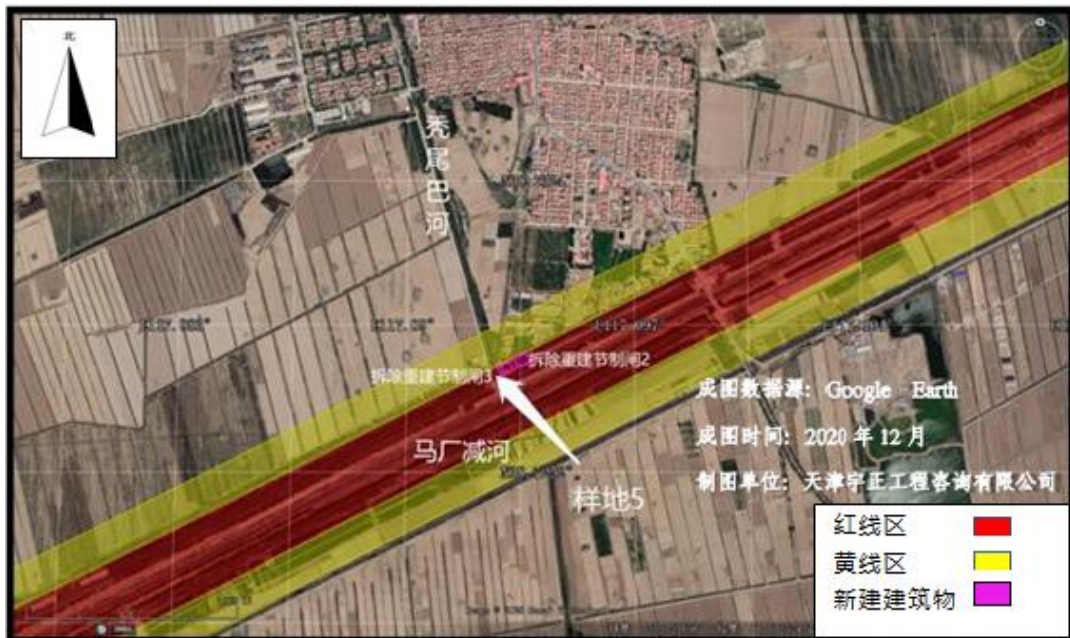 北
秃尾巴河
E117.097°
拆除重建节制闸2
拆除重建节制闸3
成图数据源: Google Earth
马厂减河
成图时间: 2020 年 12 月
制图单位: 天津宇正工程咨询有限公司
样地5
红线区
黄线区
新建建筑物